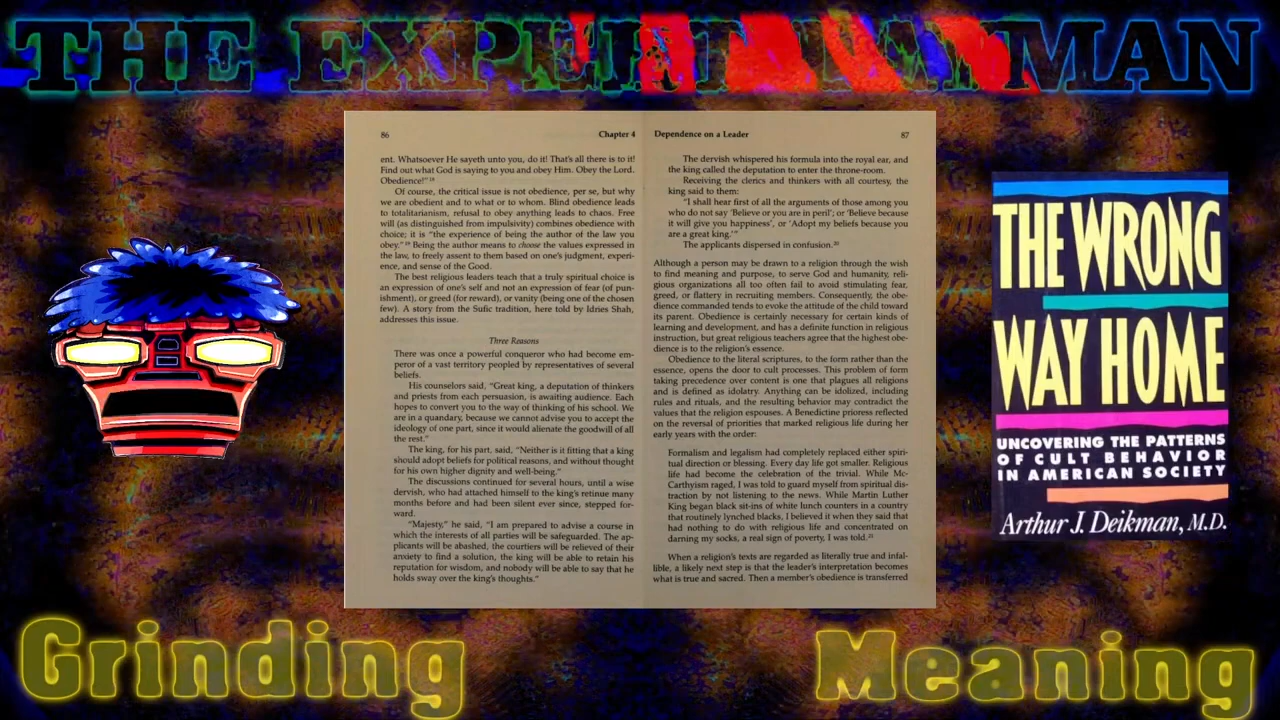 THE EXPERT LAYMAN
86 Chapter 4
ent. Whatsoever He sayeth unto you, do it! That's all there is to it!
Find out what God is saying to you and obey Him. Obey the Lord.
Obedience!"18
Of course, the critical issue is not obedience, per se, but why
we are obedient and to what or to whom. Blind obedience leads
to totalitarianism, refusal to obey anything leads to chaos. Free
will (as distinguished from impulsivity) combines obedience with
choice; it is "the experience of being the author of the law you
obey."19 Being the author means to choose the values expressed in
the law, to freely assent to them based on one's judgment, experi-
ence, and sense of the Good.
The best religious leaders teach that a truly spiritual choice is
an expression of one's self and not an expression of fear (of pun-
ishment), or greed (for reward), or vanity (being one of the chosen
few). A story from the Sufic tradition, here told by Idries Shah,
addresses this issue.
Three Reasons
There was once a powerful conqueror who had become em-
peror of a vast territory peopled by representatives of several
beliefs.
His counselors said, "Great king, a deputation of thinkers
and priests from each persuasion, is awaiting audience. Each
hopes to convert you to the way of thinking of his school. We
are in a quandary, because we cannot advise you to accept the
ideology of one part, since it would alienate the goodwill of all
the rest."
The king, for his part, said, "Neither is it fitting that a king
should adopt beliefs for political reasons, and without thought
for his own higher dignity and well-being."
The discussions continued for several hours, until a wise
dervish, who had attached himself to the king's retinue many
months before and had been silent ever since, stepped for-
ward.
"Majesty," he said, "I am prepared to advise a course in
which the interests of all parties will be safeguarded. The ap-
plicants will be abashed, the courtiers will be relieved of their
anxiety to find a solution, the king will be able to retain his
reputation for wisdom, and nobody will be able to say that he
holds sway over the king's thoughts."
Dependence on a Leader 87
The dervish whispered his formula into the royal ear, and
the king called the deputation to enter the throne-room.
Receiving the clerics and thinkers with all courtesy, the
king said to them:
"I shall hear first of all the arguments of those among you
who do not say 'Believe or you are in peril'; or 'Believe because
it will give you happiness', or 'Adopt my beliefs because you
are a great king.'"
The applicants dispersed in confusion.20
Although a person may be drawn to a religion through the wish
to find meaning and purpose, to serve God and humanity, reli-
gious organizations all too often fail to avoid stimulating fear,
greed, or flattery in recruiting members. Consequently, the obe-
dience commanded tends to evoke the attitude of the child toward
its parent. Obedience is certainly necessary for certain kinds of
learning and development, and has a definite function in religious
instruction, but great religious teachers agree that the highest obe-
dience is to the religion's essence.
Obedience to the literal scriptures, to the form rather than the
essence, opens the door to cult processes. This problem of form
taking precedence over content is one that plagues all religions
and is defined as idolatry. Anything can be idolized, including
rules and rituals, and the resulting behavior may contradict the
values that the religion espouses. A Benedictine prioress reflected
on the reversal of priorities that marked religious life during her
early years with the order:
Formalism and legalism had completely replaced either spiri-
tual direction or blessing. Every day life got smaller. Religious
life had become the celebration of the trivial. While Mc-
Carthyism raged, I was told to guard myself from spiritual dis-
traction by not listening to the news. While Martin Luther
King began black sit-ins of white lunch counters in a country
that routinely lynched blacks, I believed it when they said that
had nothing to do with religious life and concentrated on
darning my socks, a real sign of poverty, I was told.21
When a religion's texts are regarded as literally true and infal-
lible, a likely next step is that the leader's interpretation becomes
what is true and sacred. Then a member's obedience is transferred
THE WRONG
WAY HOME
UNCOVERING THE PATTERNS
OF CULT BEHAVIOR
IN AMERICAN SOCIETY
Arthur J. Deikman, M.D.
Grinding Meaning